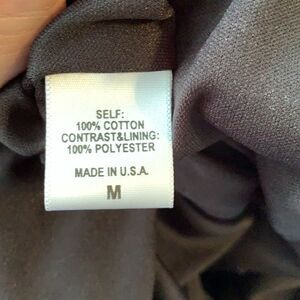 SELF:
100% COTTON
CONTRAST&LINING:
100% POLYESTER
MADE IN U.S.A.
M